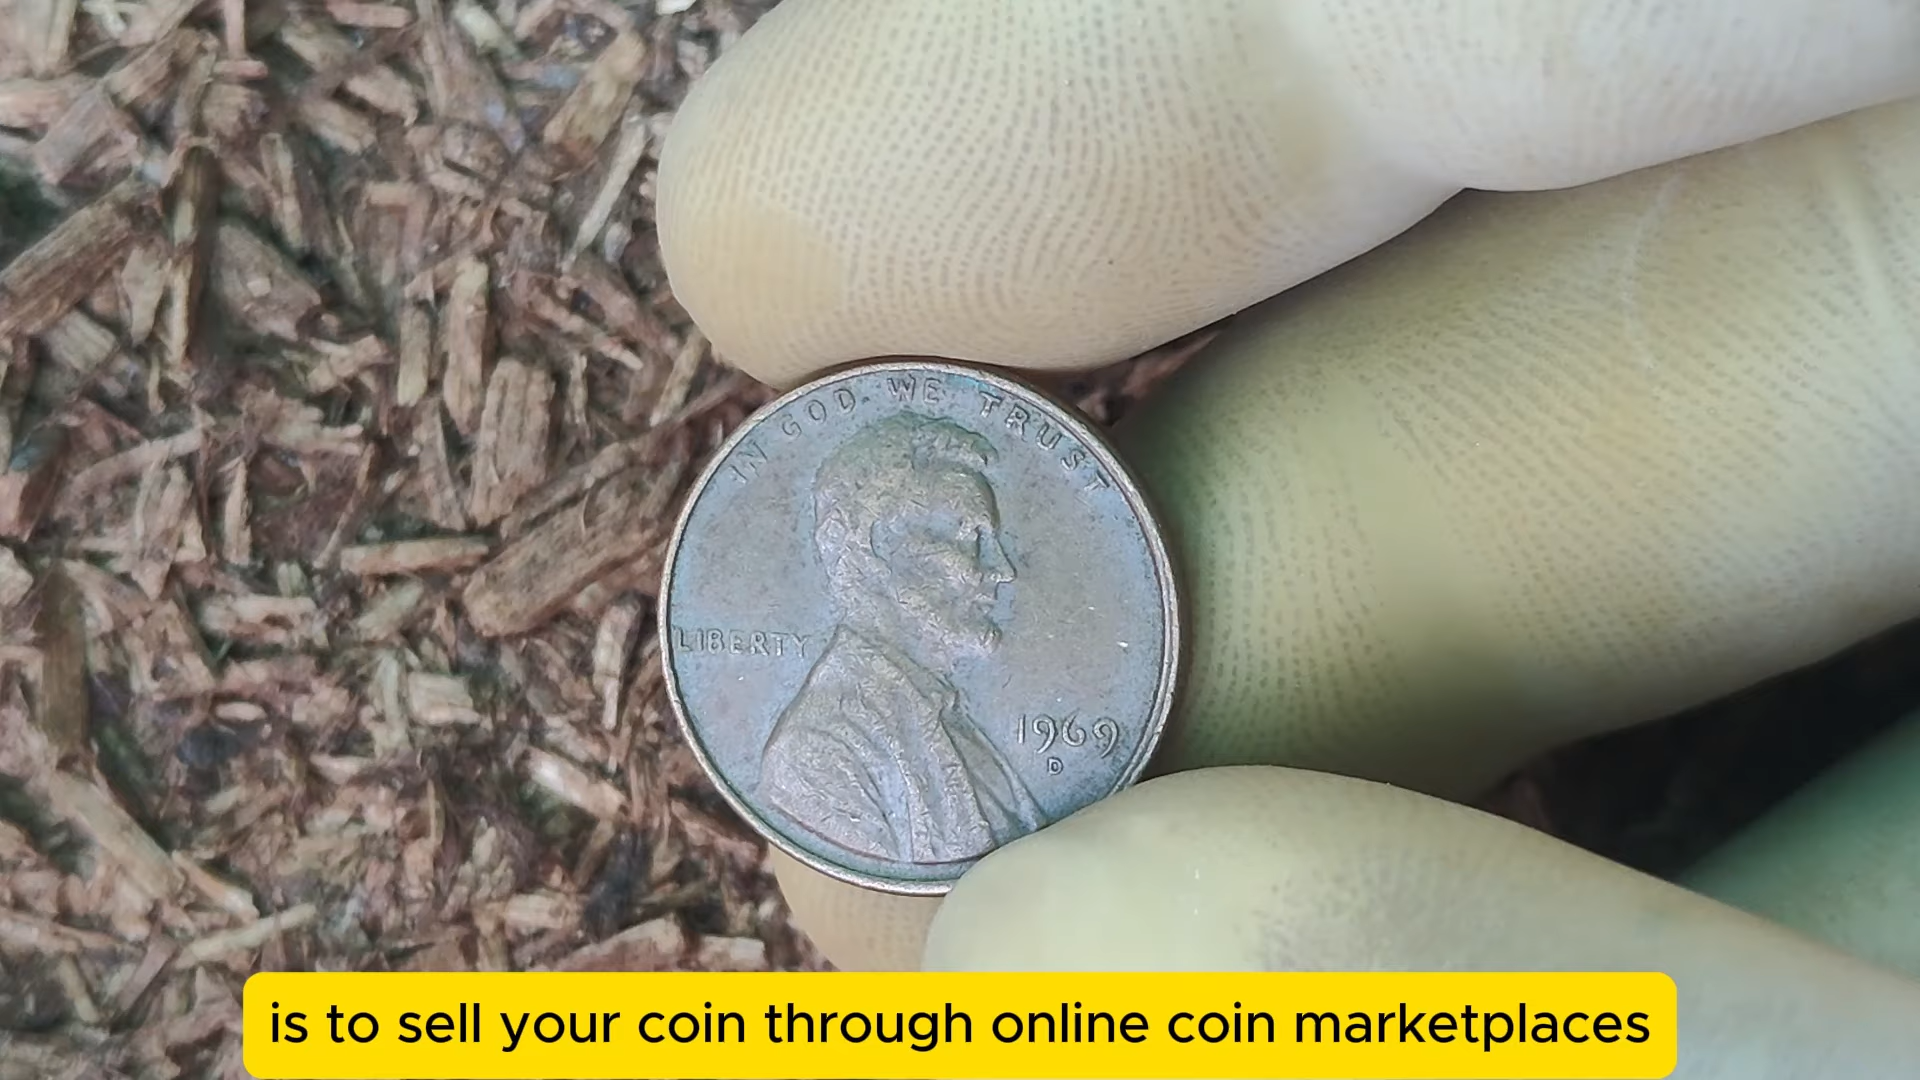 IN GOD WE TRUST
LIBERTY
1969
D
is to sell your coin through online coin marketplaces